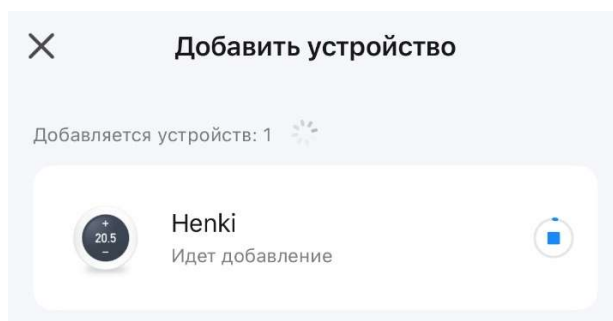 Добавить устройство
Добавляется устройств: 1
Henki
Идет добавление
+
20.5
−